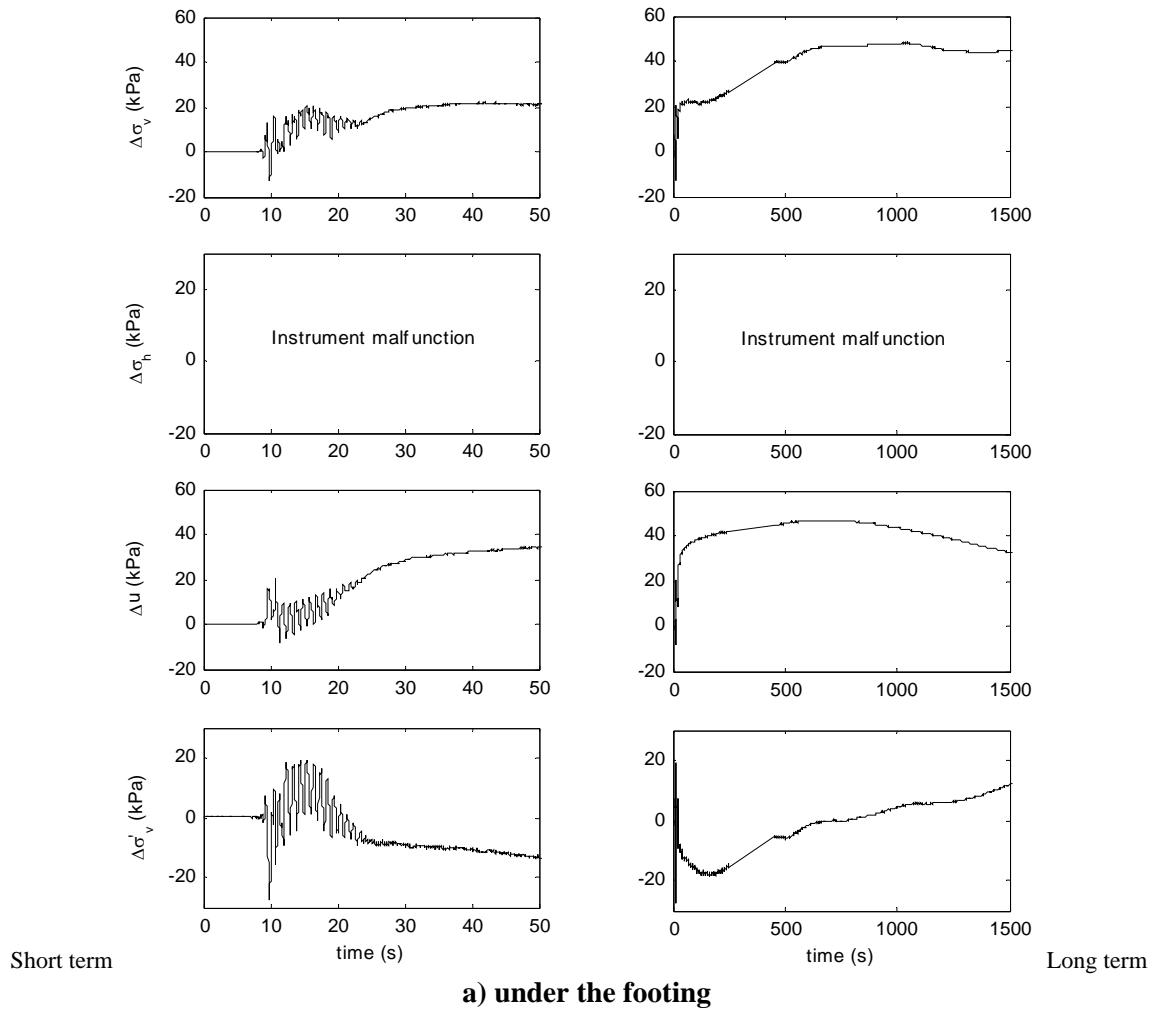 60
40
20
0
-20
Δσv (kPa)
0 10 20 30 40 50
60
40
20
0
-20
0 500 1000 1500
20
0
-20
Δσh (kPa)
Instrument malfunction
0 10 20 30 40 50
20
0
-20
Instrument malfunction
0 500 1000 1500
60
40
20
0
-20
Δu (kPa)
0 10 20 30 40 50
60
40
20
0
-20
0 500 1000 1500
20
0
-20
Δσ'v (kPa)
0 10 20 30 40 50
time (s)
20
0
-20
0 500 1000 1500
time (s)
Short term
Long term
a) under the footing